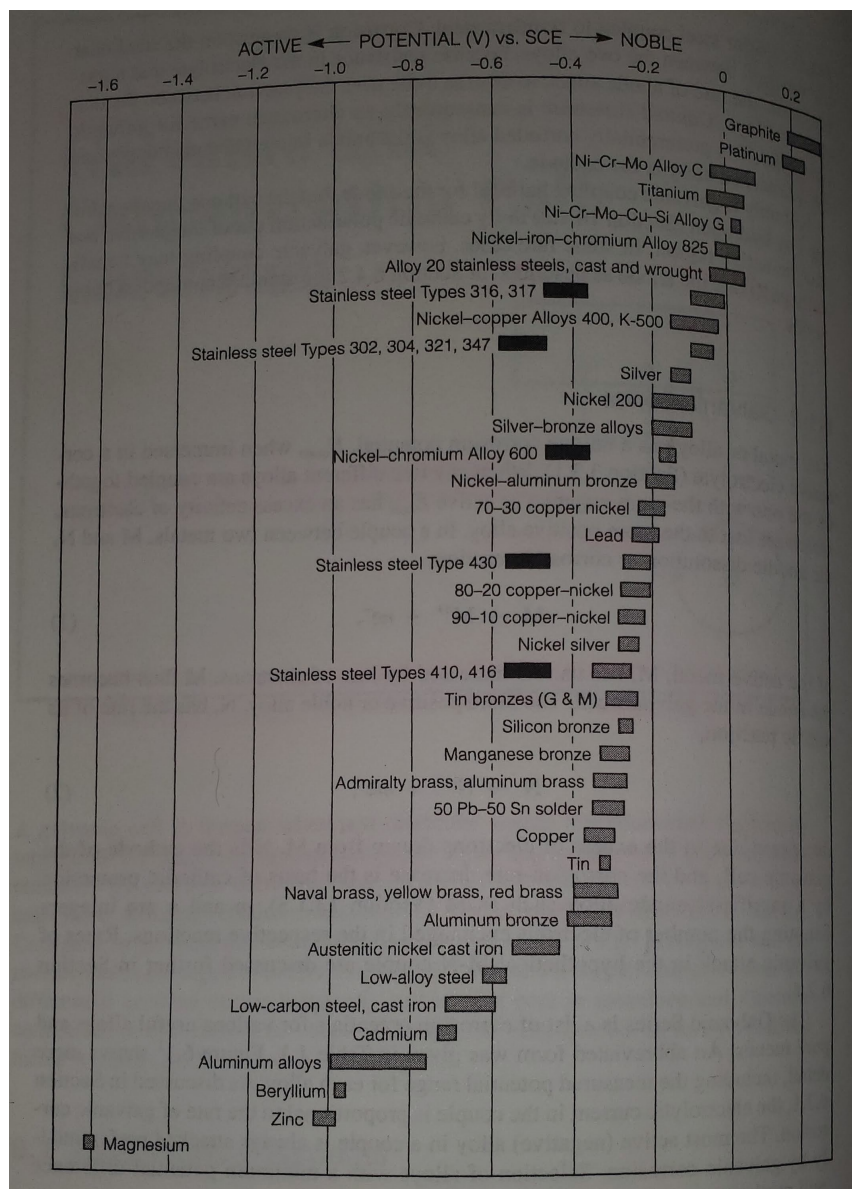 ACTIVE ← POTENTIAL (V) vs. SCE → NOBLE
−1.6 −1.4 −1.2 −1.0 −0.8 −0.6 −0.4 −0.2 0 0.2
Graphite
Platinum
Ni–Cr–Mo Alloy C
Titanium
Ni–Cr–Mo–Cu–Si Alloy G
Nickel–iron–chromium Alloy 825
Alloy 20 stainless steels, cast and wrought
Stainless steel Types 316, 317
Nickel–copper Alloys 400, K-500
Stainless steel Types 302, 304, 321, 347
Silver
Nickel 200
Silver–bronze alloys
Nickel–chromium Alloy 600
Nickel–aluminum bronze
70–30 copper nickel
Lead
Stainless steel Type 430
80–20 copper–nickel
90–10 copper–nickel
Nickel silver
Stainless steel Types 410, 416
Tin bronzes (G & M)
Silicon bronze
Manganese bronze
Admiralty brass, aluminum brass
50 Pb–50 Sn solder
Copper
Tin
Naval brass, yellow brass, red brass
Aluminum bronze
Austenitic nickel cast iron
Low-alloy steel
Low-carbon steel, cast iron
Cadmium
Aluminum alloys
Beryllium
Zinc
Magnesium